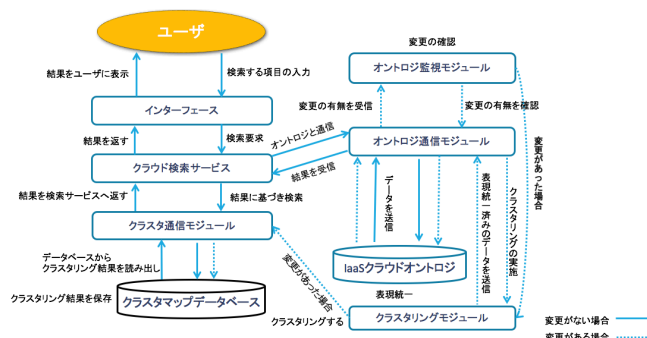 ユーザ
変更の確認
オントロジ監視モジュール
結果をユーザに表示
検索する項目の入力
インターフェース
変更の有無を受信
変更の有無を確認
結果を返す
検索要求
オントロジと通信
オントロジ通信モジュール
変更があった場合
クラウド検索サービス
結果を受信
結果を検索サービスへ返す
結果に基づき検索
データを送信
表現統一済みのデータを送信
クラスタリングの実施
クラスタ通信モジュール
データベースから
クラスタリング結果を読み出し
変更があった場合
IaaSクラウドオントロジ
クラスタリング結果を保存
クラスタマップデータベース
表現統一
クラスタリングする
クラスタリングモジュール
変更がない場合
変更がある場合